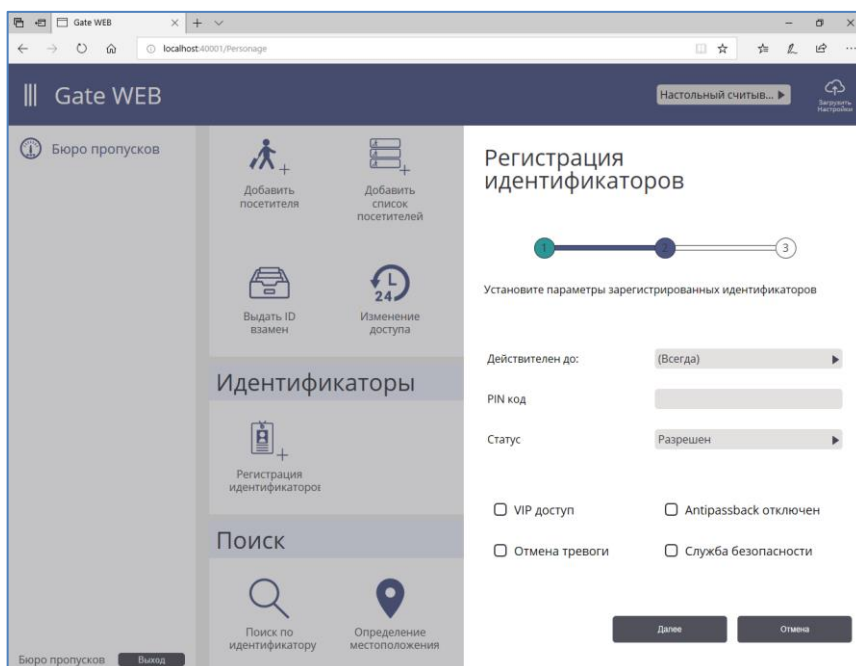 Gate WEB
localhost:40001/Personage
Gate WEB
Настольный считыв...
Загрузить
Настройки
Бюро пропусков
Добавить
посетителя
Добавить
список
посетителей
Выдать ID
взамен
24
Изменение
доступа
Идентификаторы
Регистрация
идентификаторов
Поиск
Поиск по
идентификатору
Определение
местоположения
Бюро пропусков
Выход
Регистрация
идентификаторов
1
2
3
Установите параметры зарегистрированных идентификаторов
Действителен до:
(Всегда)
PIN код
Статус
Разрешен
VIP доступ
Antipassback отключен
Отмена тревоги
Служба безопасности
Далее
Отмена